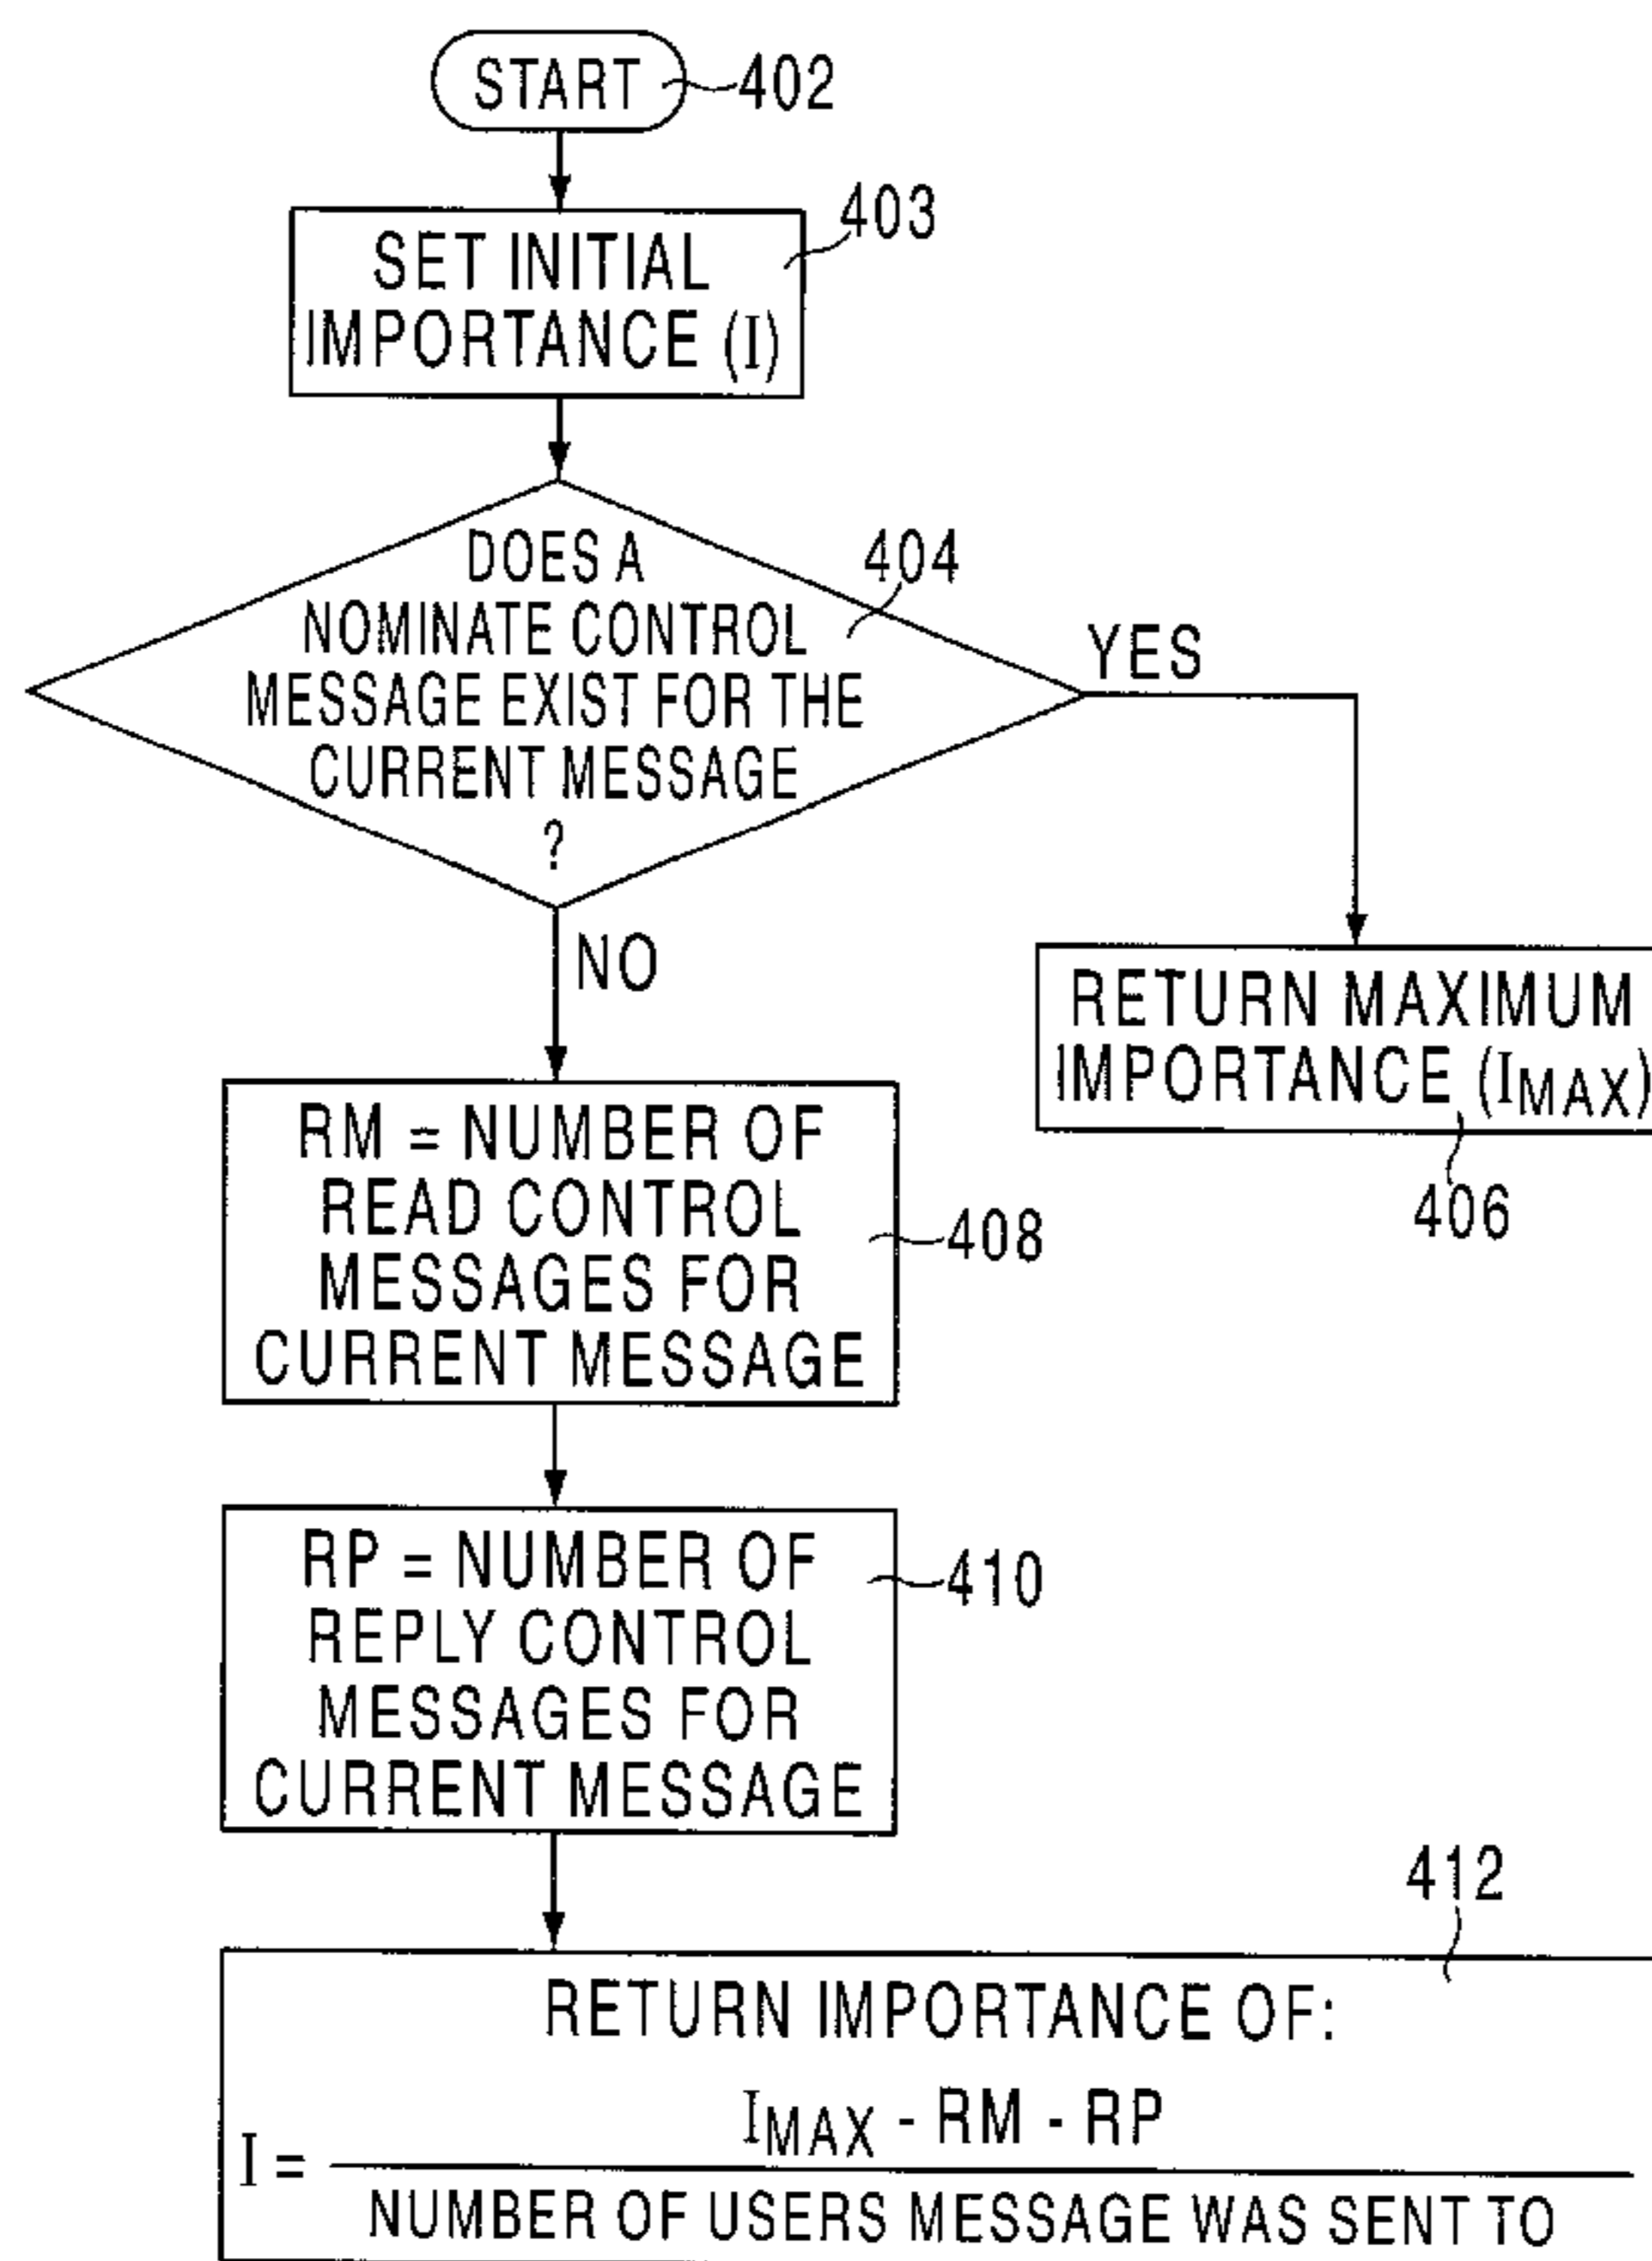 START
402
403
SET INITIAL
IMPORTANCE (I)
404
DOES A
NOMINATE CONTROL
MESSAGE EXIST FOR THE
CURRENT MESSAGE
?
YES
NO
RETURN MAXIMUM
IMPORTANCE (IMAX)
406
RM = NUMBER OF
READ CONTROL
MESSAGES FOR
CURRENT MESSAGE
408
RP = NUMBER OF
REPLY CONTROL
MESSAGES FOR
CURRENT MESSAGE
410
412
RETURN IMPORTANCE OF:
IMAX - RM - RP
I =
NUMBER OF USERS MESSAGE WAS SENT TO